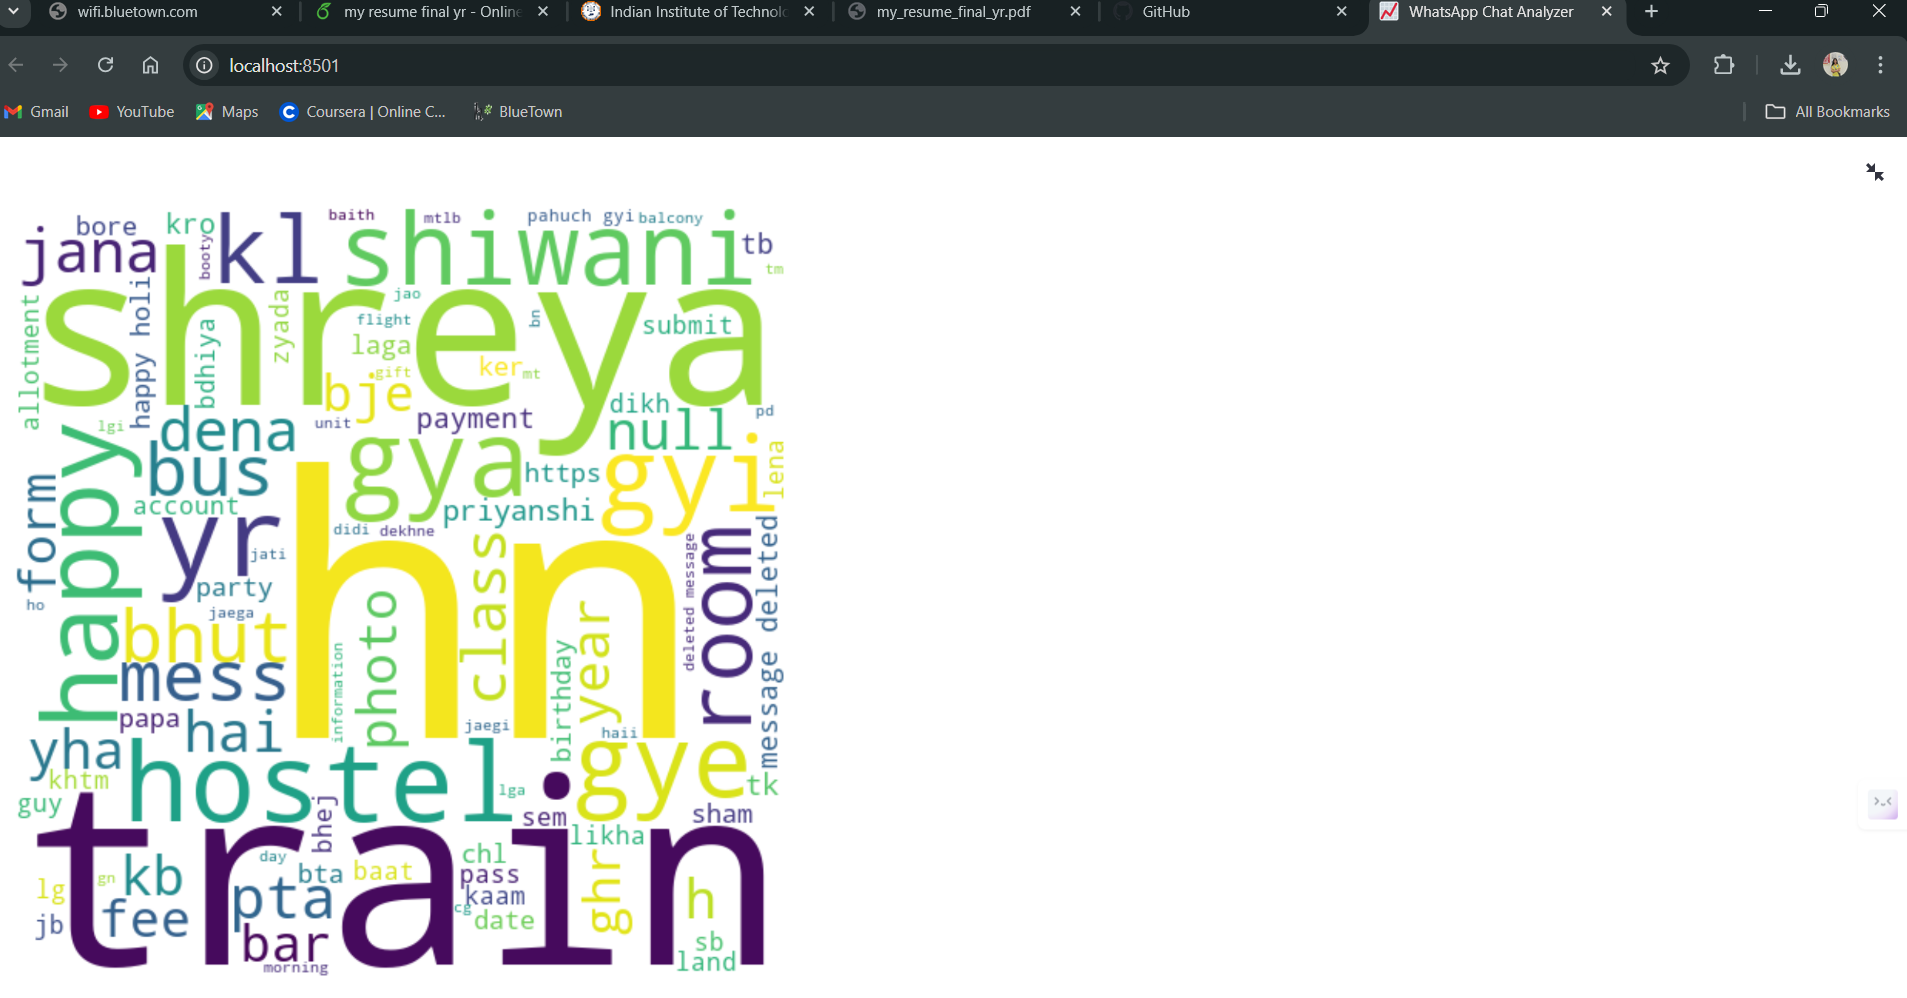 wifi.bluetown.com
my resume final yr - Online
Indian Institute of Technolo
my_resume_final_yr.pdf
GitHub
WhatsApp Chat Analyzer
localhost:8501
Gmail
YouTube
Maps
Coursera | Online C...
BlueTown
All Bookmarks
bore
kro
baith
mtlb
pahuch gyi
balcony
jana
booty
kl
shiwani
tb
tm
shreya
allotment
happy holi
bdhiya
zyada
jao
flight
bn
submit
laga
gift
ker
mt
bje
dikh
pd
lgi
unit
payment
null
dena
bus
gya
https
gyi
lena
happy
form
account
priyanshi
yr
didi
dekhne
jati
hn
class
room
deleted message
message deleted
party
ho
jaega
bhut
photo
year
mess
information
birthday
papa
hai
jaegi
haii
yha
khtm
hostel
lga
gye
tk
guy
train
bhej
sem
sham
likha
day
chl
lg
gn
kb
bta
baat
pass
ghr
h
pta
kaam
cg
date
jb
fee
bar
sb
land
morning